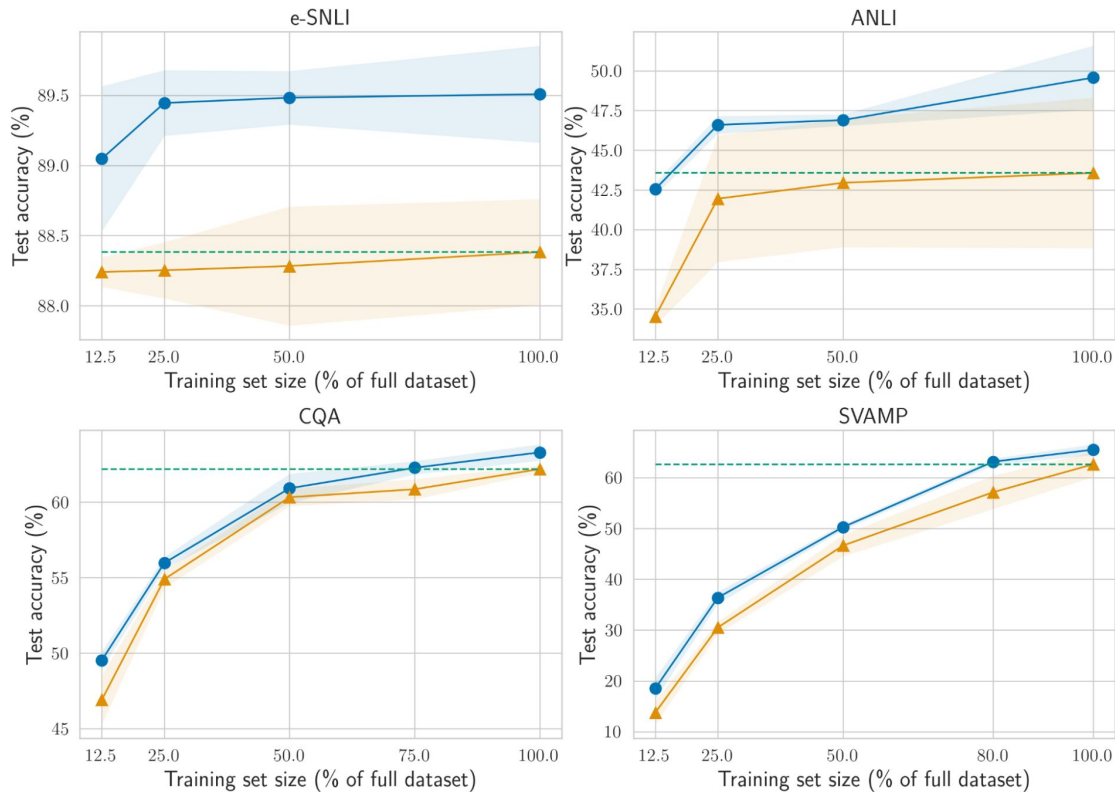 e-SNLI
Test accuracy (%)
89.5
89.0
88.5
88.0
12.5 25.0 50.0 100.0
Training set size (% of full dataset)
ANLI
Test accuracy (%)
50.0
47.5
45.0
42.5
40.0
37.5
35.0
12.5 25.0 50.0 100.0
Training set size (% of full dataset)
CQA
Test accuracy (%)
60
55
50
45
12.5 25.0 50.0 75.0 100.0
Training set size (% of full dataset)
SVAMP
Test accuracy (%)
60
50
40
30
20
10
12.5 25.0 50.0 80.0 100.0
Training set size (% of full dataset)